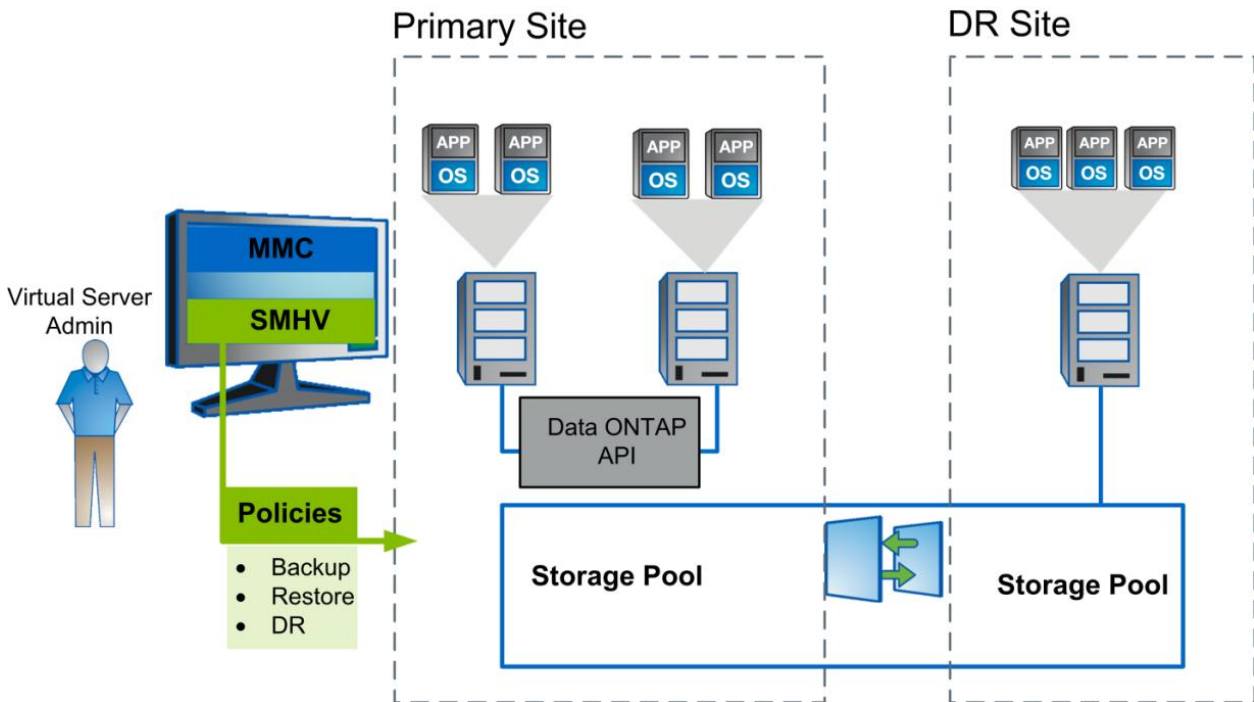 Primary Site
DR Site
APP
OS
APP
OS
APP
OS
APP
OS
APP
OS
APP
OS
APP
OS
MMC
SMHV
Virtual Server
Admin
Data ONTAP
API
Policies
• Backup
• Restore
• DR
Storage Pool
Storage Pool